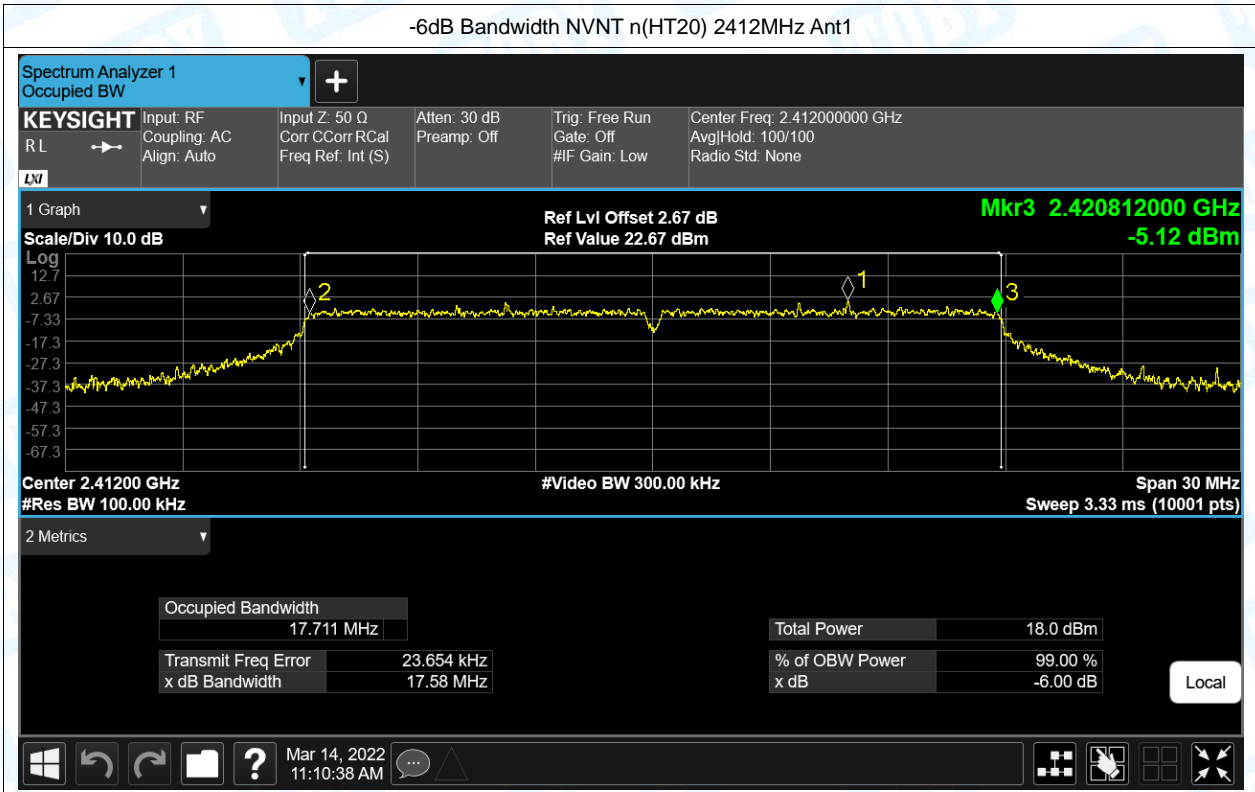 -6dB Bandwidth NVNT n(HT20) 2412MHz Ant1
Spectrum Analyzer 1
Occupied BW
KEYSIGHT
R L
LXI
Input: RF
Coupling: AC
Align: Auto
Input Z: 50 Ω
Corr CCorr RCal
Freq Ref: Int (S)
Atten: 30 dB
Preamp: Off
Trig: Free Run
Gate: Off
#IF Gain: Low
Center Freq: 2.412000000 GHz
Avg|Hold: 100/100
Radio Std: None
1 Graph
Scale/Div 10.0 dB
Ref Lvl Offset 2.67 dB
Ref Value 22.67 dBm
Mkr3 2.420812000 GHz
-5.12 dBm
Log
12.7
2.67
-7.33
-17.3
-27.3
-37.3
-47.3
-57.3
-67.3
2
1
3
Center 2.41200 GHz
#Res BW 100.00 kHz
#Video BW 300.00 kHz
Span 30 MHz
Sweep 3.33 ms (10001 pts)
2 Metrics
Occupied Bandwidth
17.711 MHz
Transmit Freq Error 23.654 kHz
x dB Bandwidth 17.58 MHz
Total Power 18.0 dBm
% of OBW Power 99.00 %
x dB -6.00 dB
Local
Mar 14, 2022
11:10:38 AM